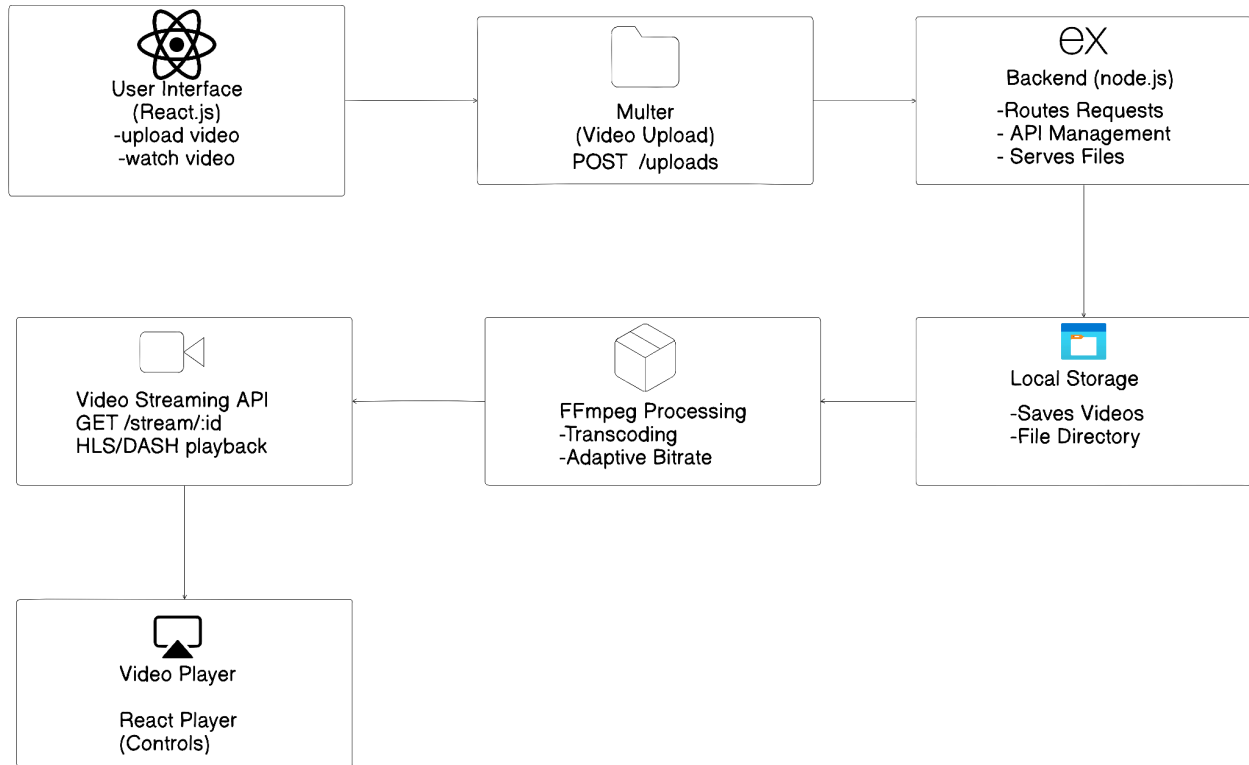 User Interface
(React.js)
-upload video
-watch video
Multer
(Video Upload)
POST /uploads
ex
Backend (node.js)
-Routes Requests
- API Management
- Serves Files
Video Streaming API
GET /stream/:id
HLS/DASH playback
FFmpeg Processing
-Transcoding
-Adaptive Bitrate
Local Storage
-Saves Videos
-File Directory
Video Player
React Player
(Controls)